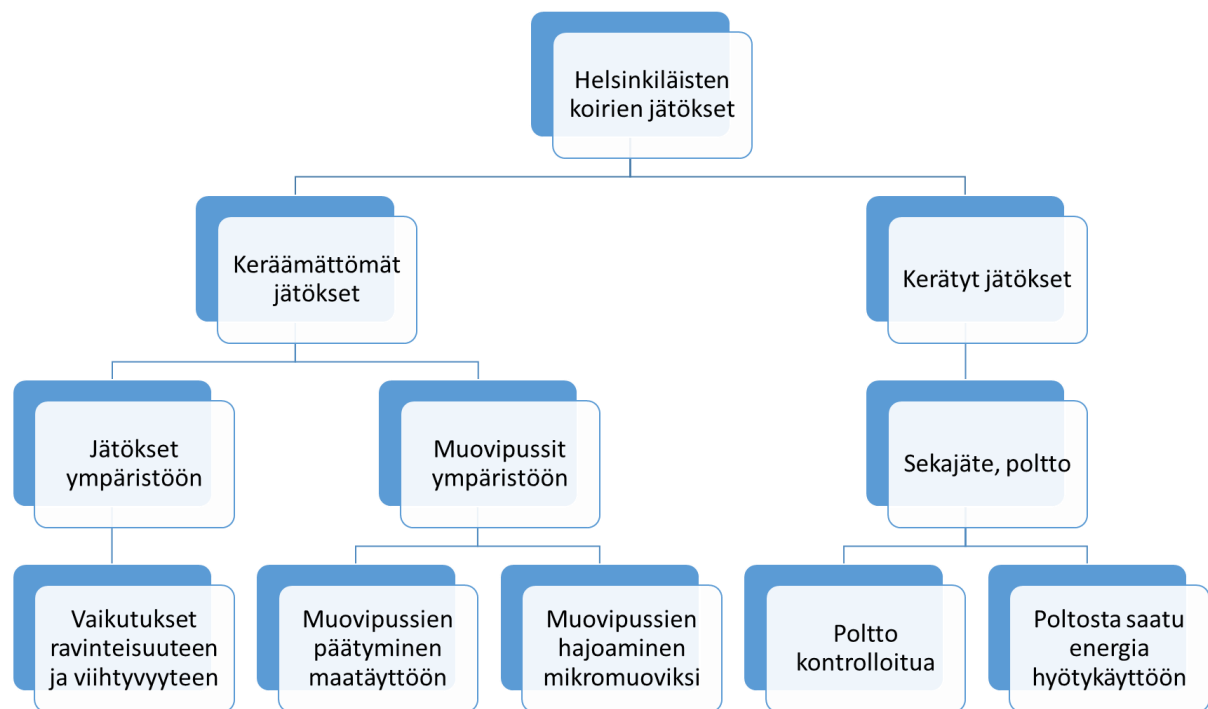 Helsinkiläisten
koirien jätökset
Keräämättömät
jätökset
Kerätyt jätökset
Jätökset
ympäristöön
Muovipussit
ympäristöön
Sekajäte, poltto
Vaikutukset
ravinteisuuteen
ja viihtyvyyteen
Muovipussien
päätyminen
maatäyttöön
Muovipussien
hajoaminen
mikromuoviksi
Poltto
kontrolloitua
Poltosta saatu
energia
hyötykäyttöön